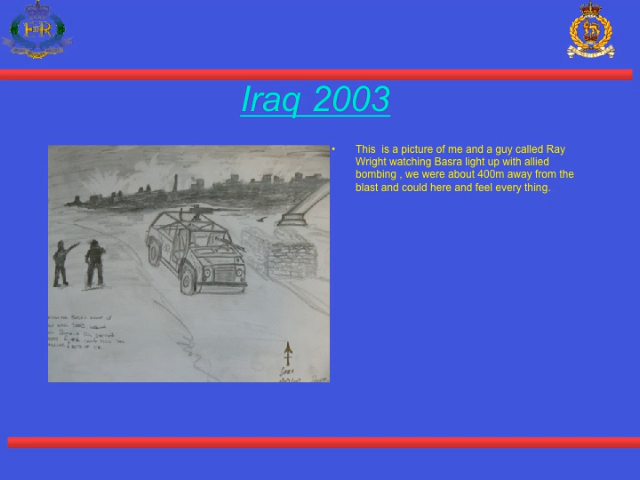 Iraq 2003
• This is a picture of me and a guy called Ray
Wright watching Basra light up with allied
bombing , we were about 400m away from the
blast and could here and feel every thing.